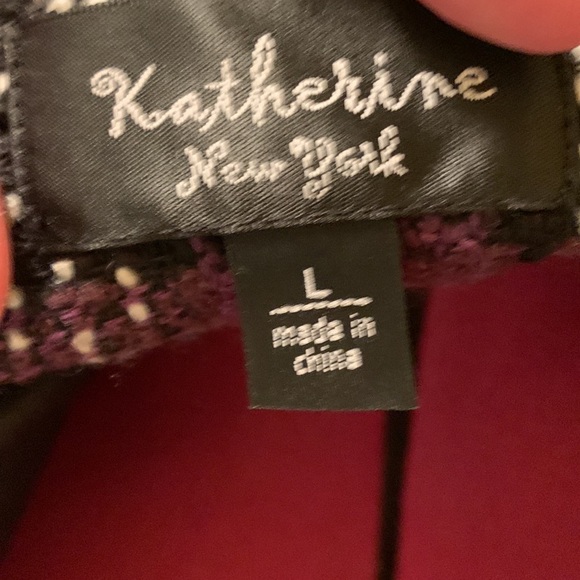 Katherine
New York
L
made in
china